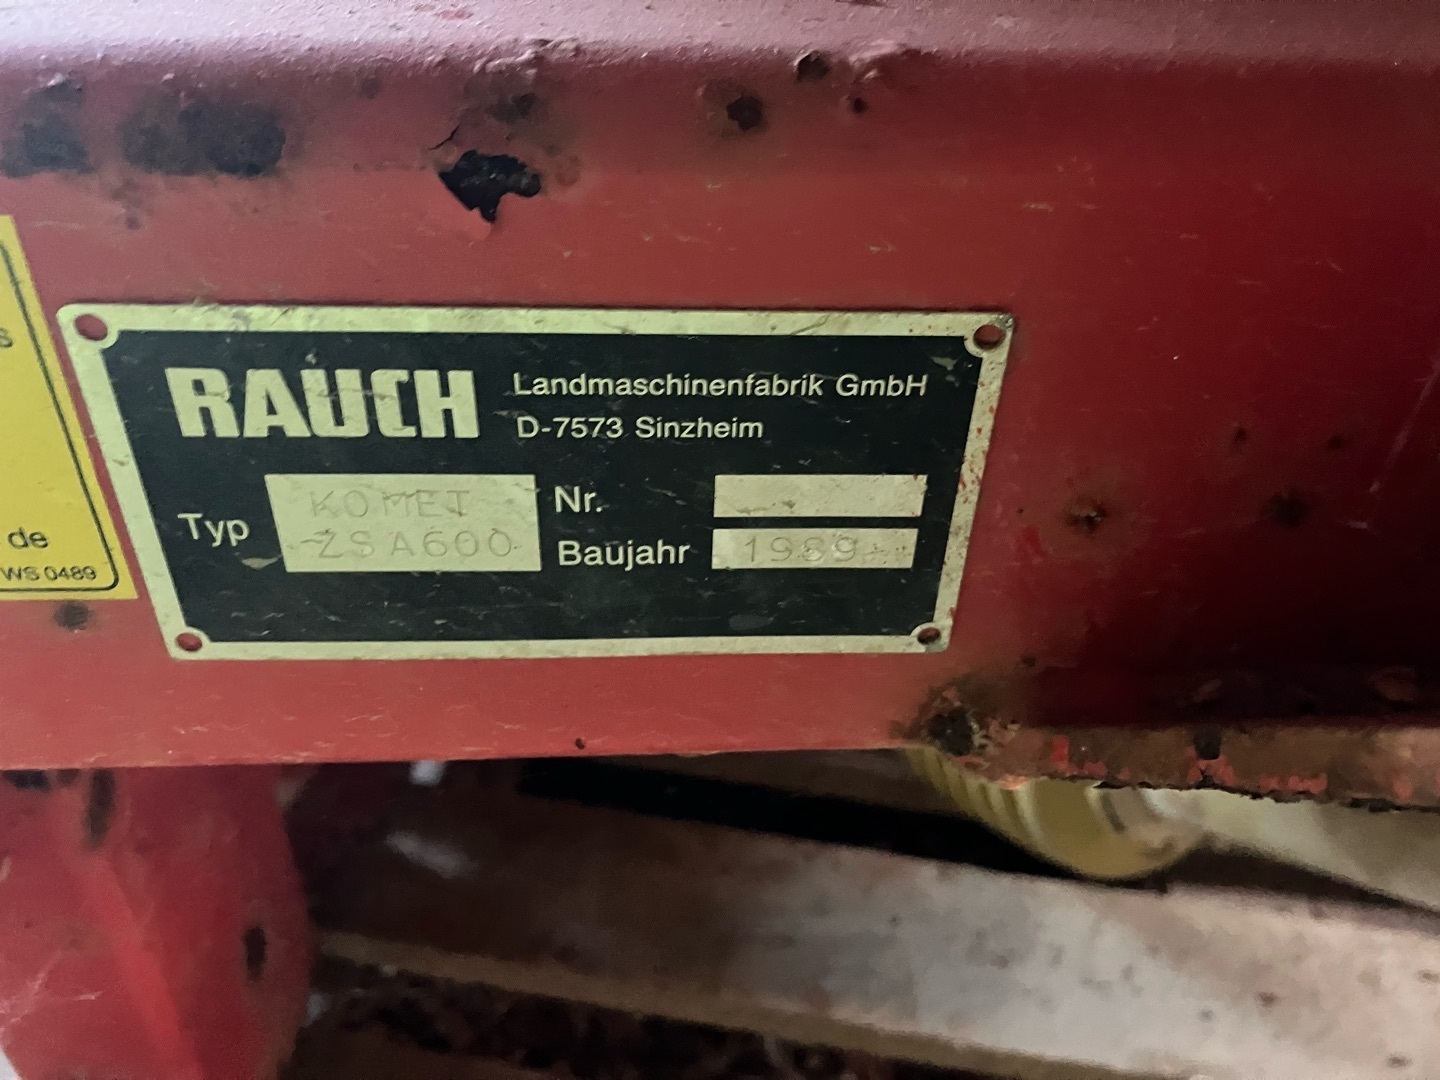 s
de
WS 0489
RAUCH
Landmaschinenfabrik GmbH
D-7573 Sinzheim
Typ
KOMET
ZSA600
Nr.
Baujahr
1989